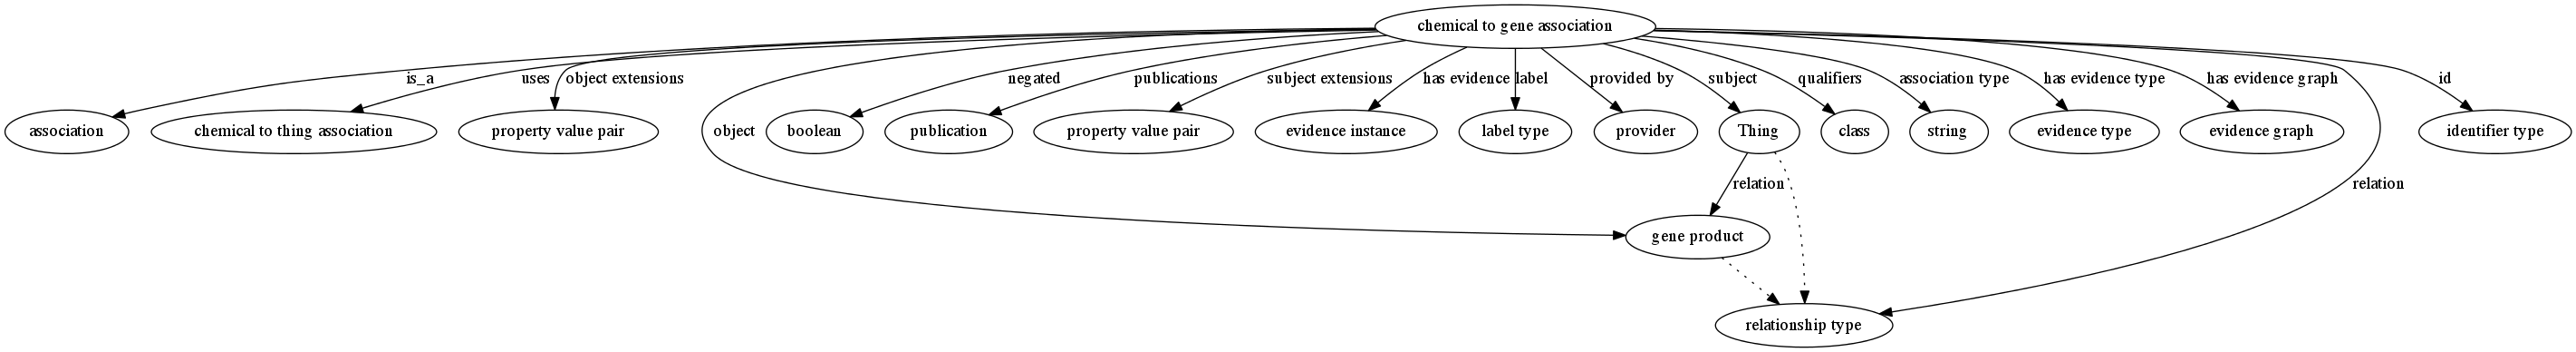 chemical to gene association
is_a
uses
object extensions
negated
publications
subject extensions
has evidence
label
provided by
subject
qualifiers
association type
has evidence type
has evidence graph
id
association
chemical to thing association
property value pair
object
boolean
publication
property value pair
evidence instance
label type
provider
Thing
class
string
evidence type
evidence graph
identifier type
relation
relation
gene product
relationship type